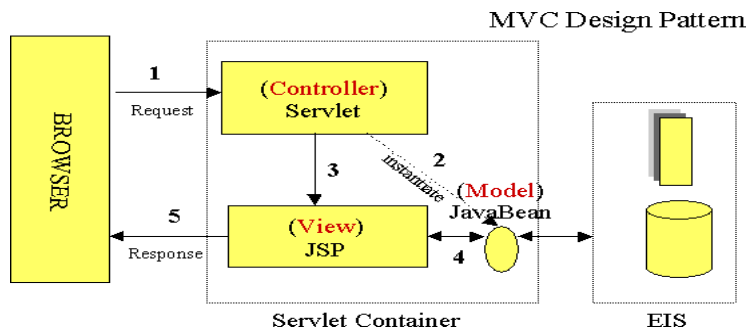 MVC Design Pattern
BROWSER
1
Request
(Controller)
Servlet
2
instantiate
3
(Model)
JavaBean
5
Response
(View)
JSP
4
Servlet Container
EIS